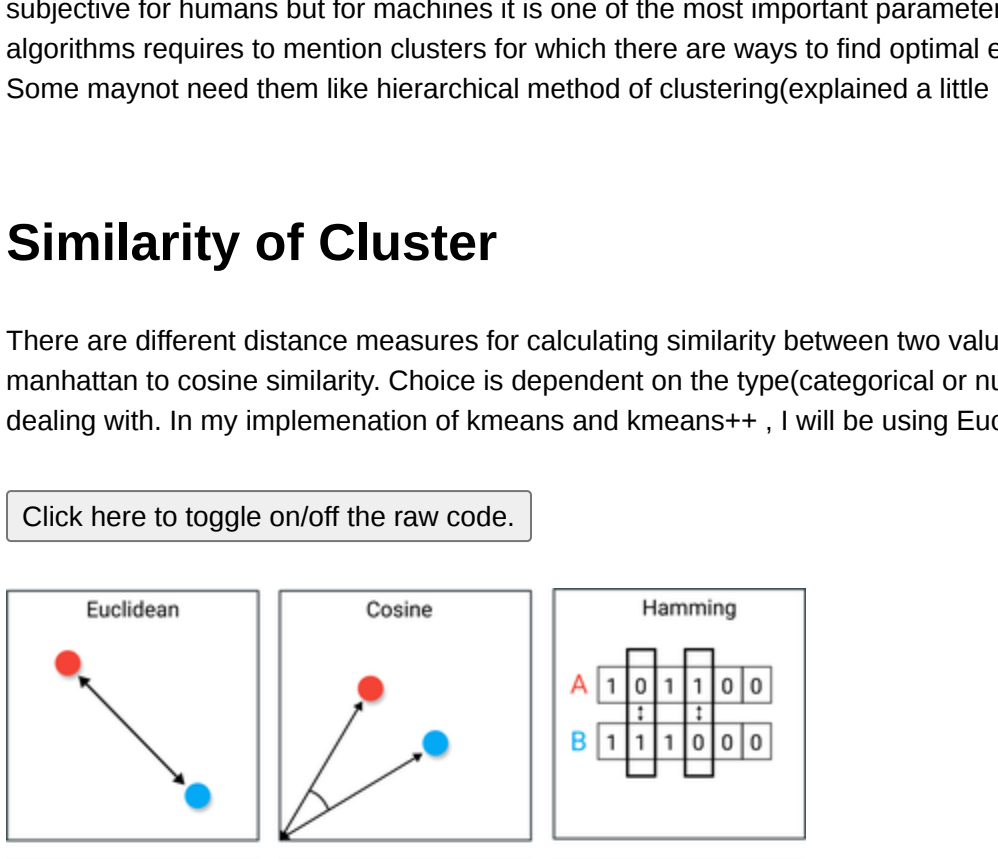 subjective for humans but for machines it is one of the most important
algorithms requires to mention clusters for which there are ways to find optimal
Some maynot need them like hierarchical method of clustering(explained a little
Similarity of Cluster
There are different distance measures for calculating similarity between two
manhattan to cosine similarity. Choice is dependent on the type(categorical or
dealing with. In my implemenation of kmeans and kmeans++ , I will be using
Click here to toggle on/off the raw code.
Euclidean Cosine Hamming
A 1 0 1 1 0 0
B 1 1 1 0 0 0